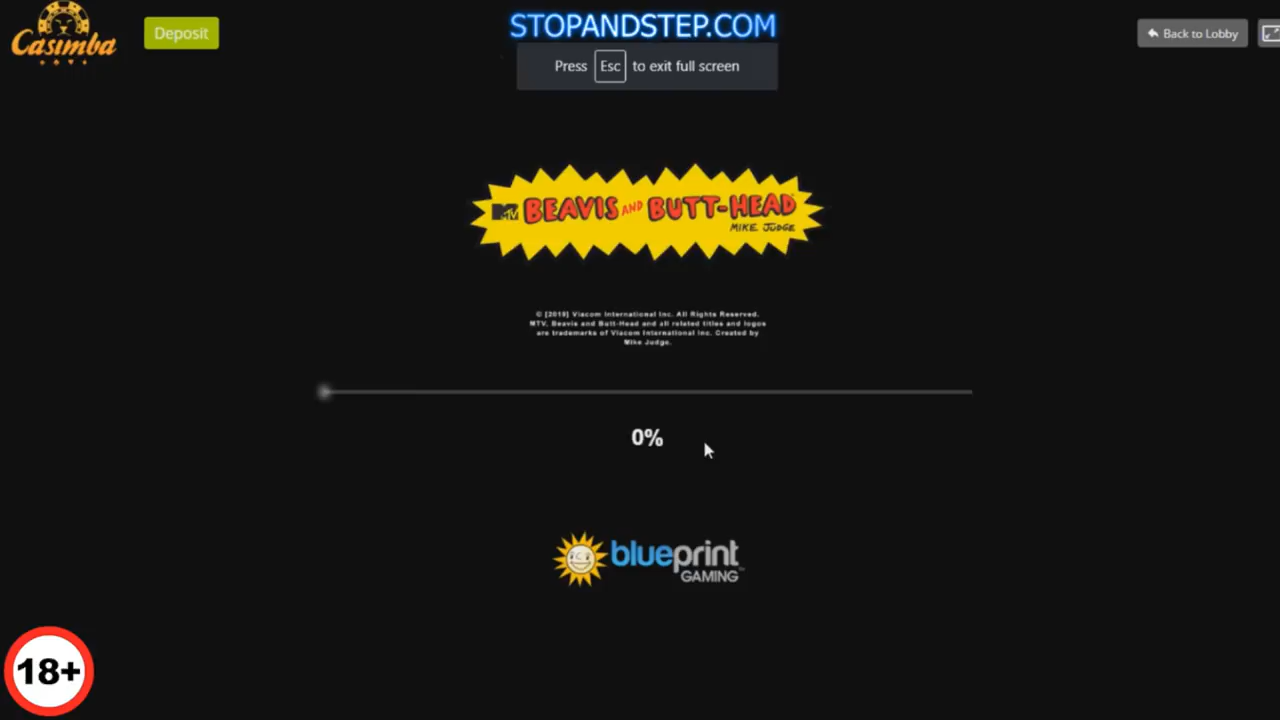 Casimba
Deposit
STOPANDSTEP.COM
Press Esc to exit full screen
Back to Lobby
MTV BEAVIS AND BUTT-HEAD
MIKE JUDGE
© [2019] Viacom International Inc. All Rights Reserved.
MTV, Beavis and Butt-Head and all related titles and logos
are trademarks of Viacom International Inc. Created by
Mike Judge.
0%
blueprint
GAMING
18+